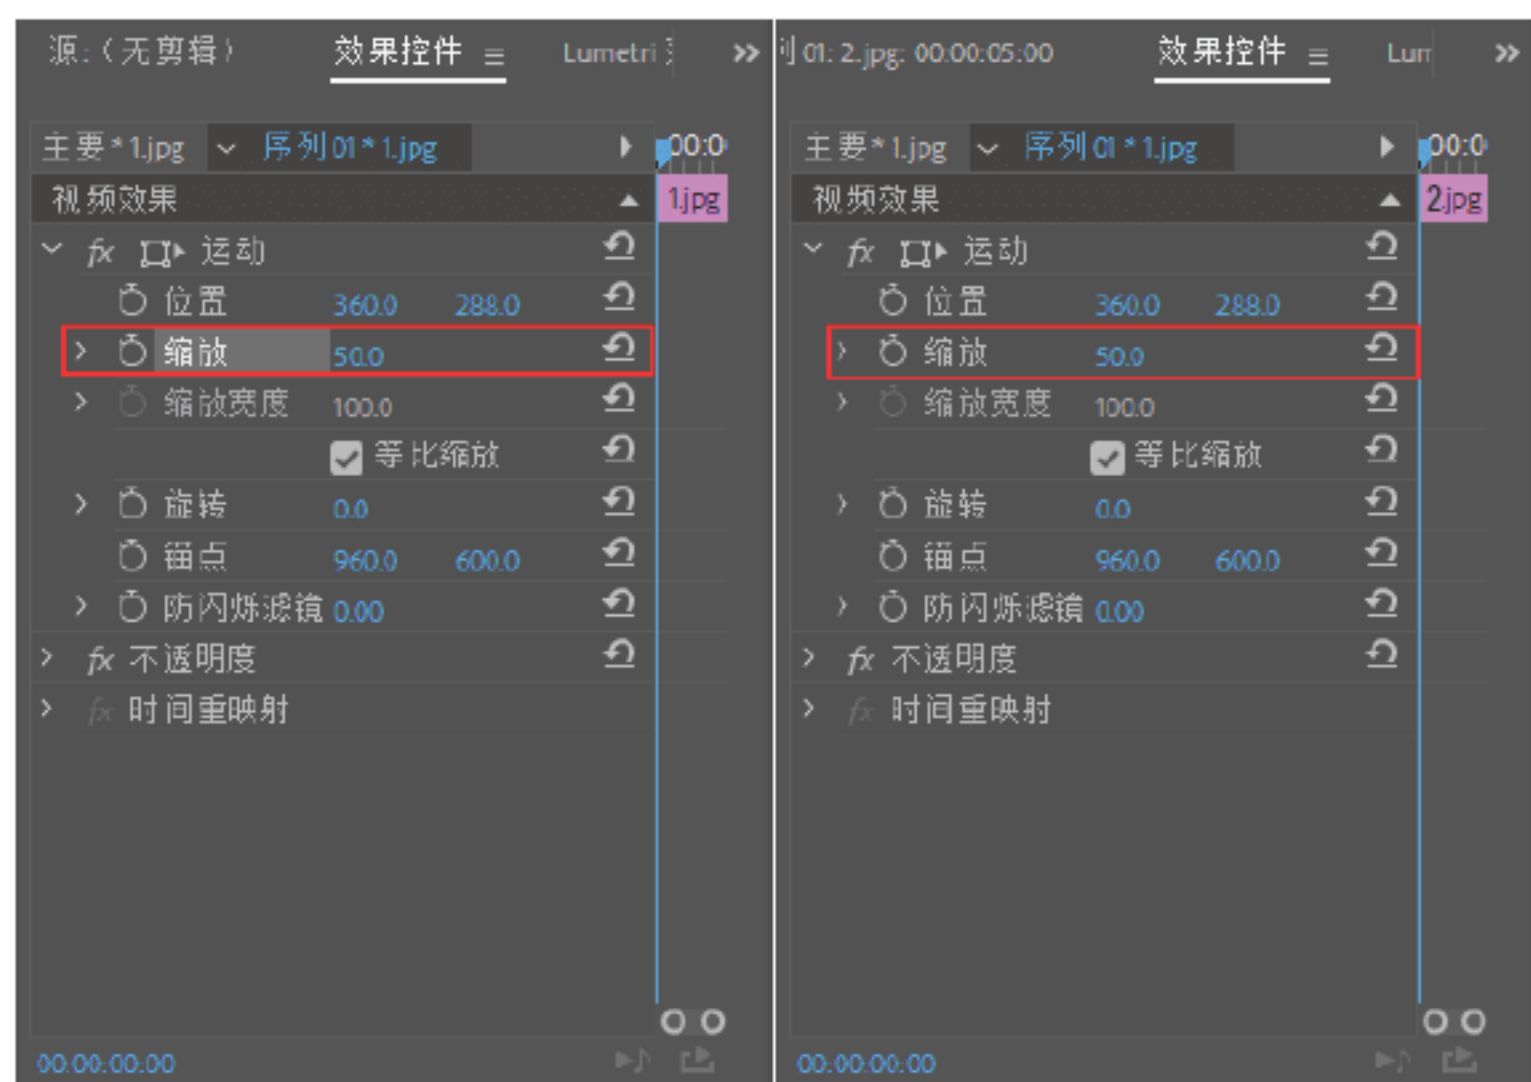 源:（无剪辑） 效果控件 Lumetri
主要*1.jpg 序列 01*1.jpg 00:0
视频效果 1.jpg
fx 运动
位置 360.0 288.0
缩放 50.0
缩放宽度 100.0
等比缩放
旋转 0.0
锚点 960.0 600.0
防闪烁滤镜 0.00
fx 不透明度
fx 时间重映射
00:00:00:00
列 01: 2.jpg: 00:00:05:00 效果控件 Lum
主要*1.jpg 序列 01*1.jpg 00:0
视频效果 2.jpg
fx 运动
位置 360.0 288.0
缩放 50.0
缩放宽度 100.0
等比缩放
旋转 0.0
锚点 960.0 600.0
防闪烁滤镜 0.00
fx 不透明度
fx 时间重映射
00:00:00:00